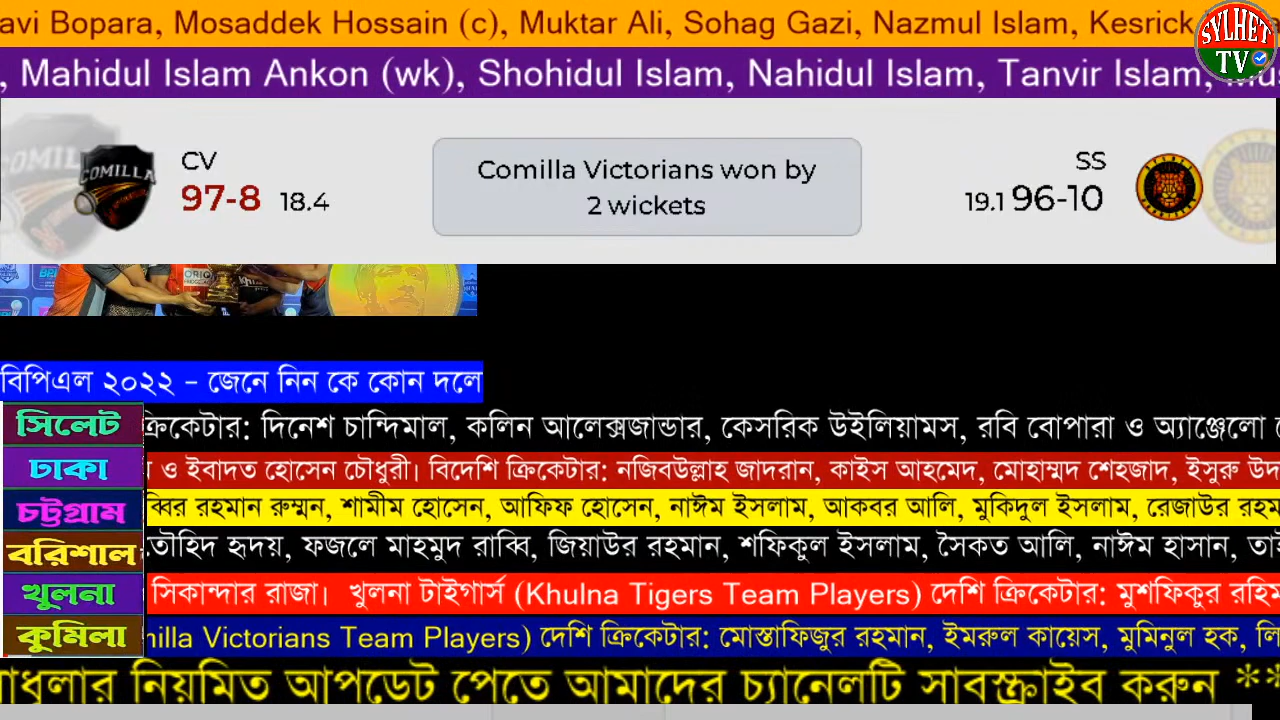 avi Bopara, Mosaddek Hossain (c), Muktar Ali, Sohag Gazi, Nazmul Islam, Kesrick
SYLHET
TV
, Mahidul Islam Ankon (wk), Shohidul Islam, Nahidul Islam, Tanvir Islam,
CV
97-8 18.4
Comilla Victorians won by
2 wickets
SS
19.1 96-10
COMILLA
বিপিএল ২০২২ - জেনে নিন কে কোন দলে
সিলেট ক্রিকেটার: দিনেশ চান্দিমাল, কলিন আলেক্সজান্ডার, কেসরিক উইলিয়ামস, রবি বোপারা ও অ্যাঞ্জেলো
ঢাকা ও ইবাদত হোসেন চৌধুরী। বিদেশি ক্রিকেটার: নজিবউল্লাহ জাদরান, কাইস আহমেদ, মোহাম্মদ শেহজাদ, ইসুরু উদ
চট্টগ্রাম ব্বির রহমান রুম্মন, শামীম হোসেন, আফিফ হোসেন, নাঈম ইসলাম, আকবর আলি, মুকিদুল ইসলাম, রেজাউর রহম
বরিশাল তৌহিদ হৃদয়, ফজলে মাহমুদ রাব্বি, জিয়াউর রহমান, শফিকুল ইসলাম, সৈকত আলি, নাঈম হাসান, তাই
খুলনা সিকান্দার রাজা। খুলনা টাইগার্স (Khulna Tigers Team Players) দেশি ক্রিকেটার: মুশফিকুর রহিম
কুমিলা illa Victorians Team Players) দেশি ক্রিকেটার: মোস্তাফিজুর রহমান, ইমরুল কায়েস, মুমিনুল হক, লি
াধুলার নিয়মিত আপডেট পেতে আমাদের চ্যানেলটি সাবস্ক্রাইব করুন **